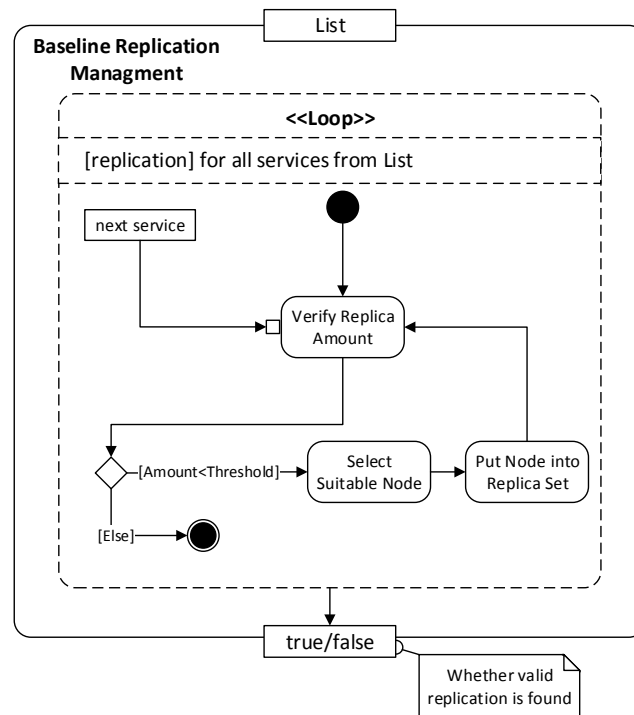 List
Baseline Replication
Managment
<<Loop>>
[replication] for all services from List
next service
Verify Replica
Amount
[Amount<Threshold]
Select
Suitable Node
Put Node into
Replica Set
[Else]
true/false
Whether valid
replication is found